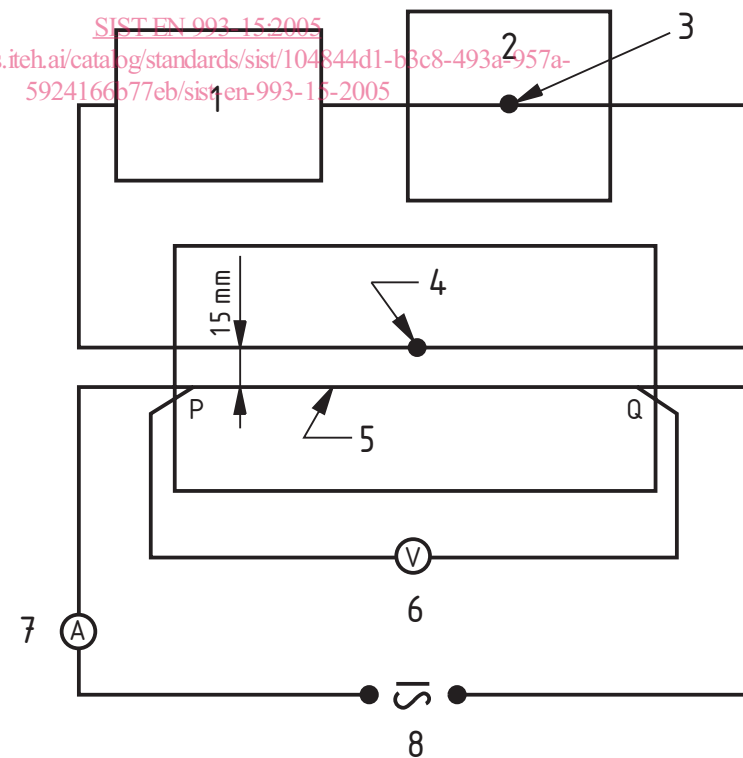 SIST EN 993-15:2005
s.iteh.ai/catalog/standards/sist/104844d1-b3c8-493a-957a-
5924166b77eb/sist-en-993-15-2005
1
2
3
15 mm
4
P
Q
5
V
6
7
A
8